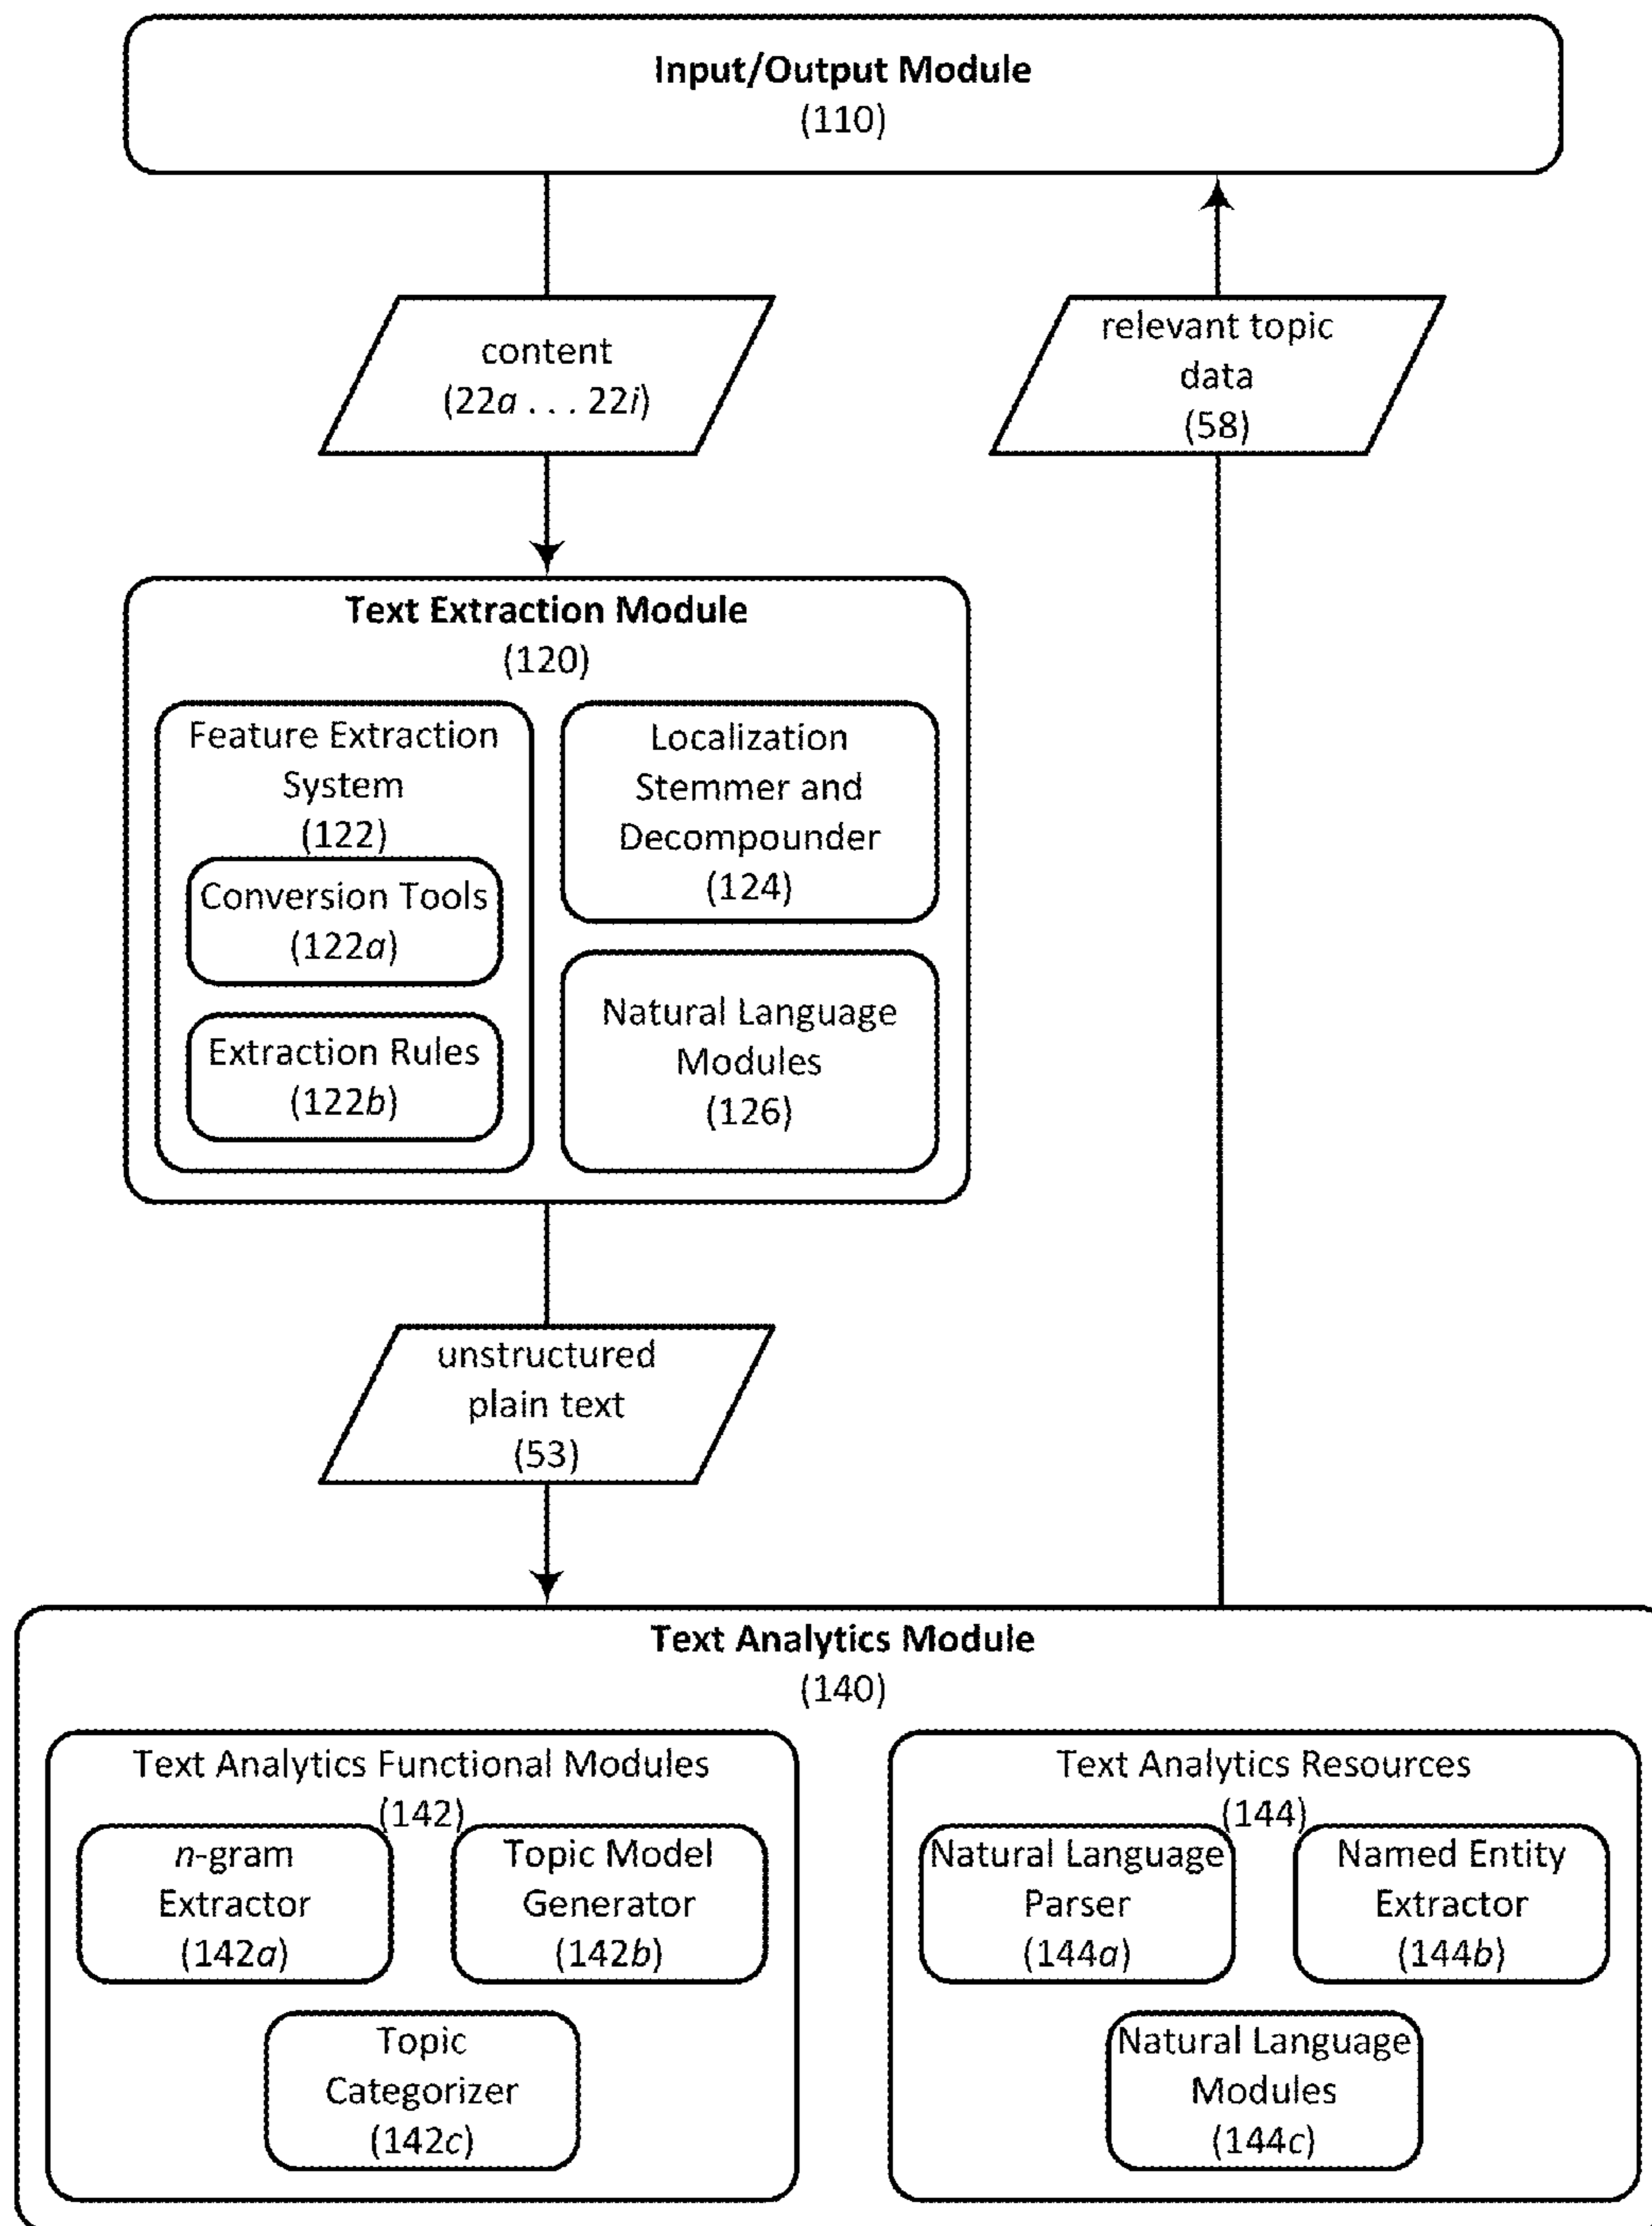 Input/Output Module
(110)
content
(22a . . . 22i)
relevant topic
data
(58)
Text Extraction Module
(120)
Feature Extraction
System
(122)
Conversion Tools
(122a)
Extraction Rules
(122b)
Localization
Stemmer and
Decompounder
(124)
Natural Language
Modules
(126)
unstructured
plain text
(53)
Text Analytics Module
(140)
Text Analytics Functional Modules
(142)
n-gram
Extractor
(142a)
Topic Model
Generator
(142b)
Topic
Categorizer
(142c)
Text Analytics Resources
(144)
Natural Language
Parser
(144a)
Named Entity
Extractor
(144b)
Natural Language
Modules
(144c)